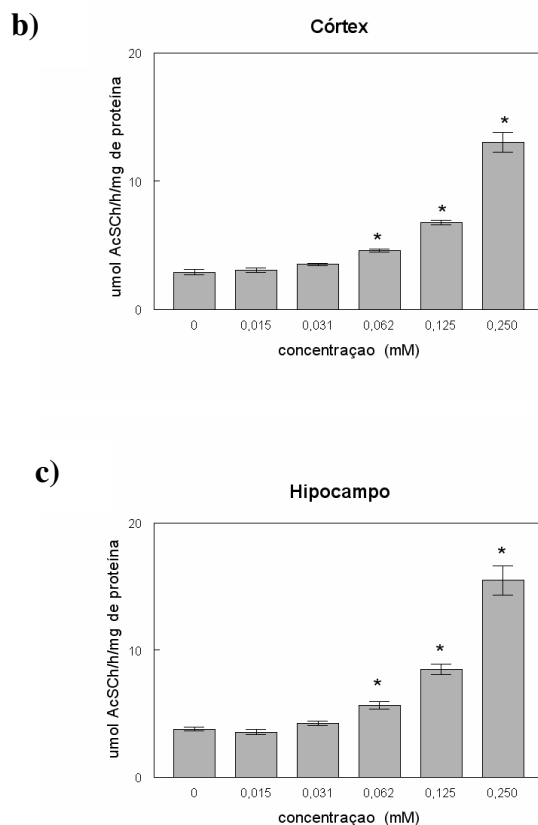 b)
Córtex
umol AcSCh/h/mg de proteína
20
10
0
*
*
*
0 0,015 0,031 0,062 0,125 0,250
concentraçao (mM)
c)
Hipocampo
umol AcSCh/h/mg de proteína
20
10
0
*
*
*
0 0,015 0,031 0,062 0,125 0,250
concentraçao (mM)